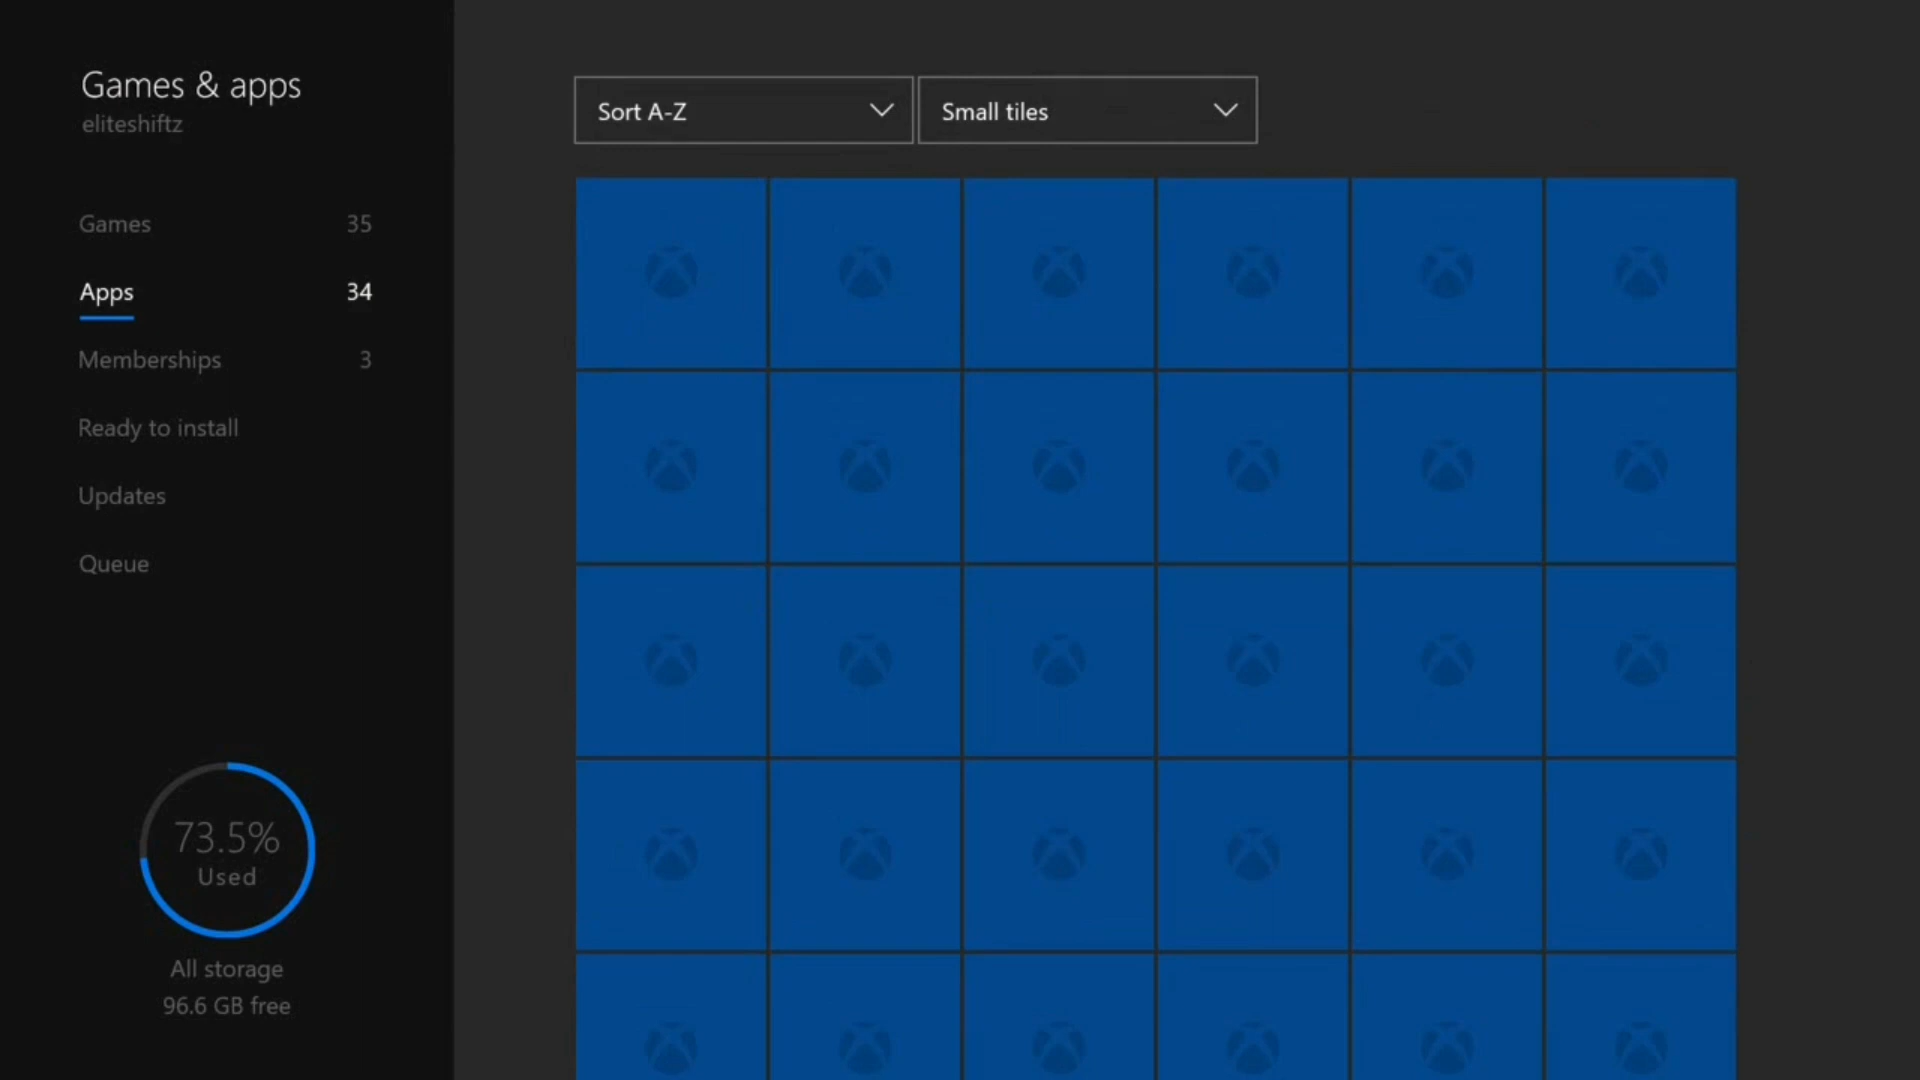 Games & apps
eliteshiftz
Games 35
Apps 34
Memberships 3
Ready to install
Updates
Queue
73.5%
Used
All storage
96.6 GB free
Sort A-Z
Small tiles